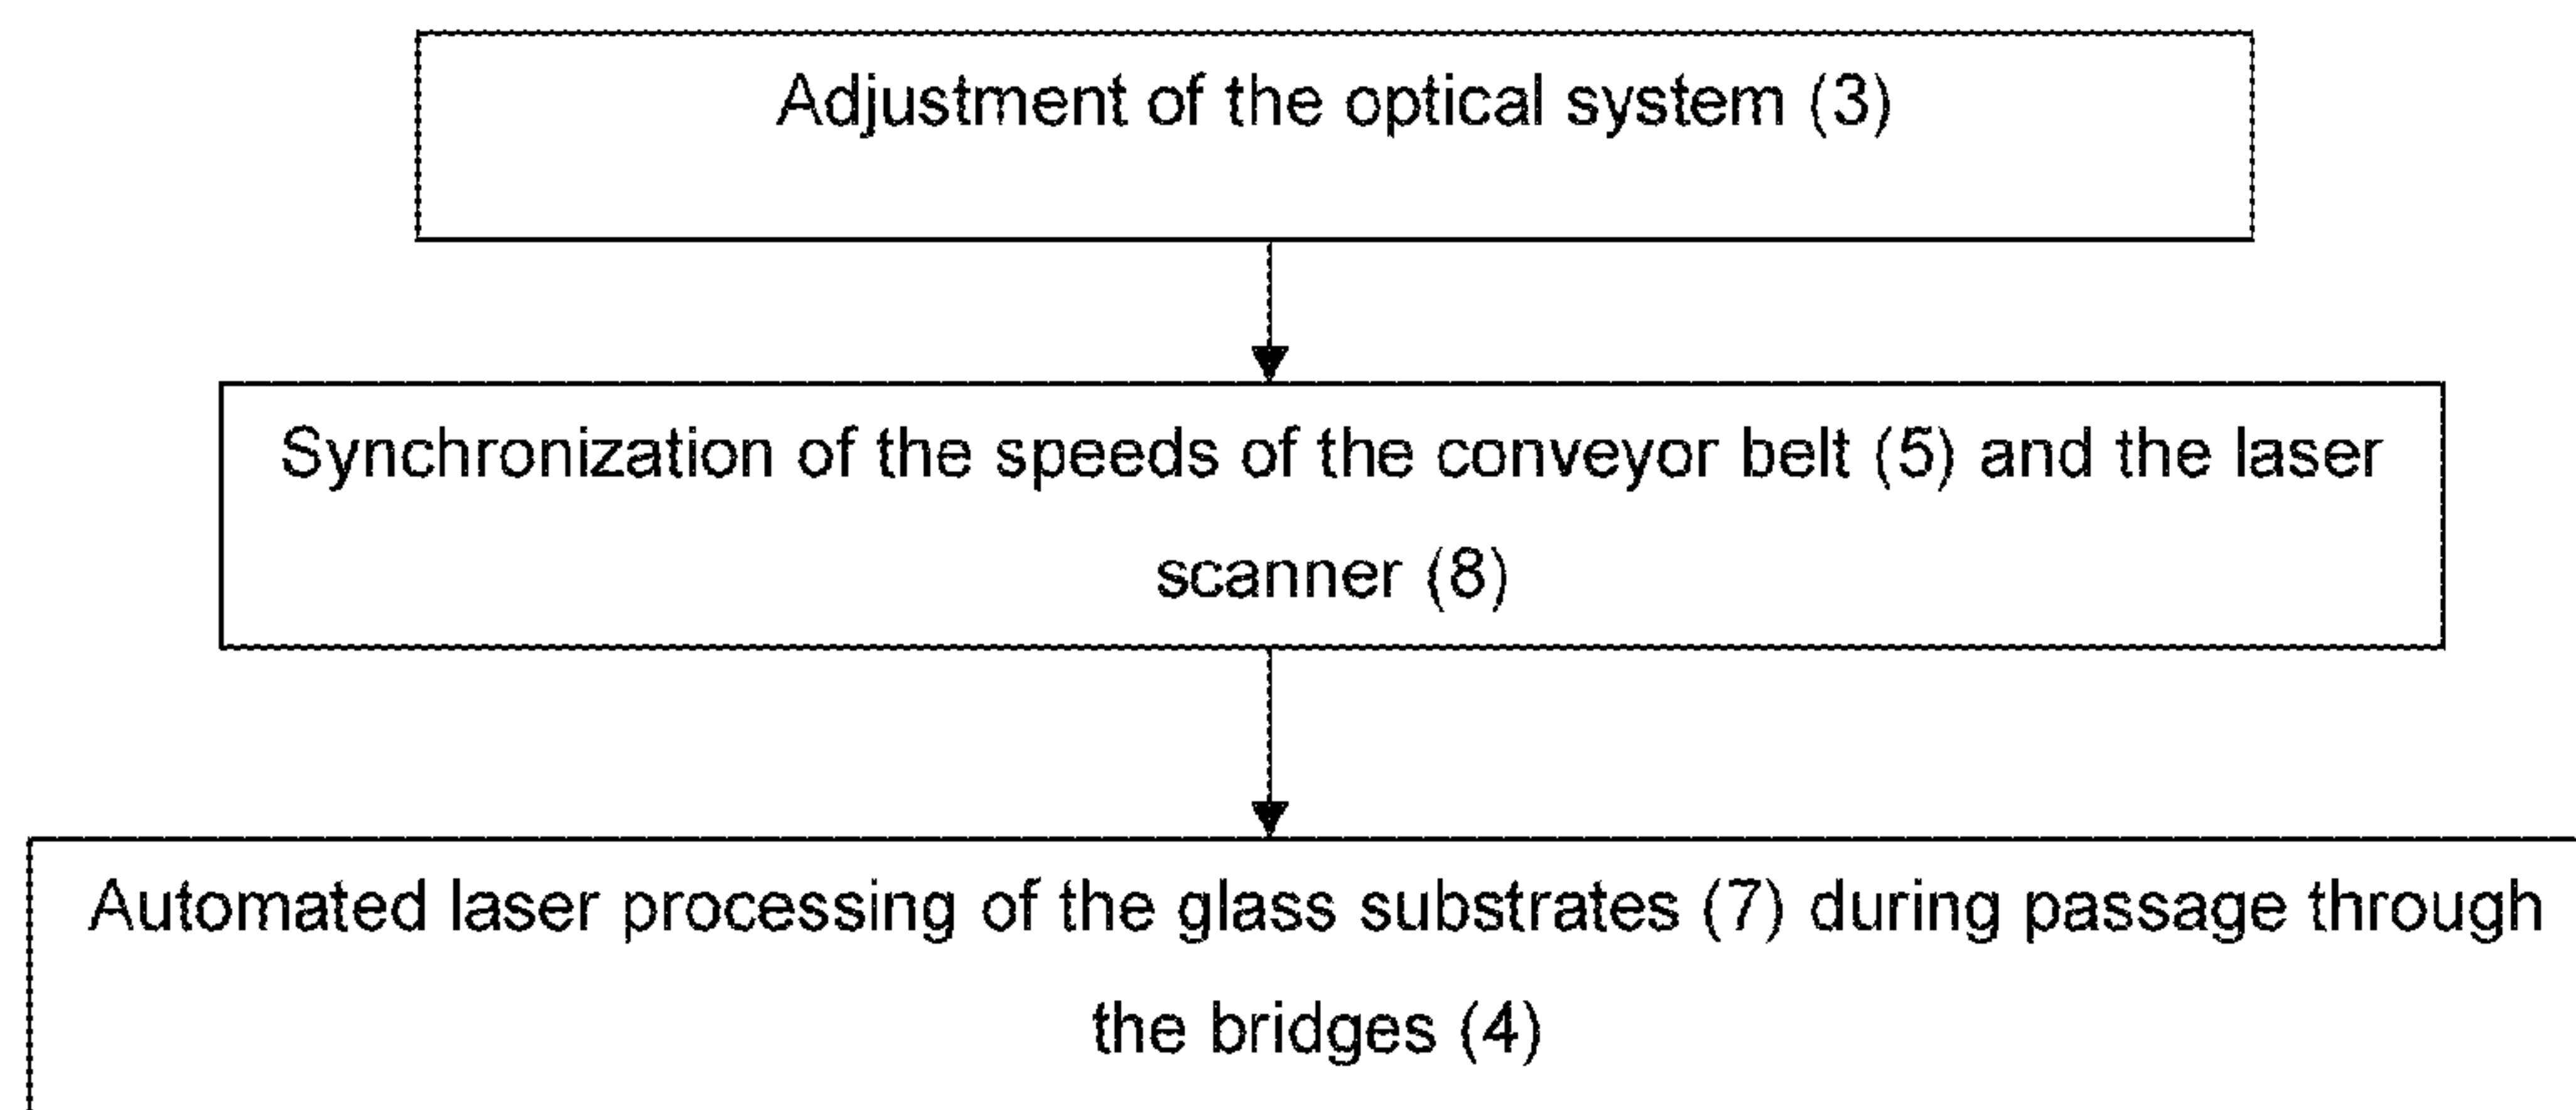 Adjustment of the optical system (3)
Synchronization of the speeds of the conveyor belt (5) and the laser
scanner (8)
Automated laser processing of the glass substrates (7) during passage through
the bridges (4)